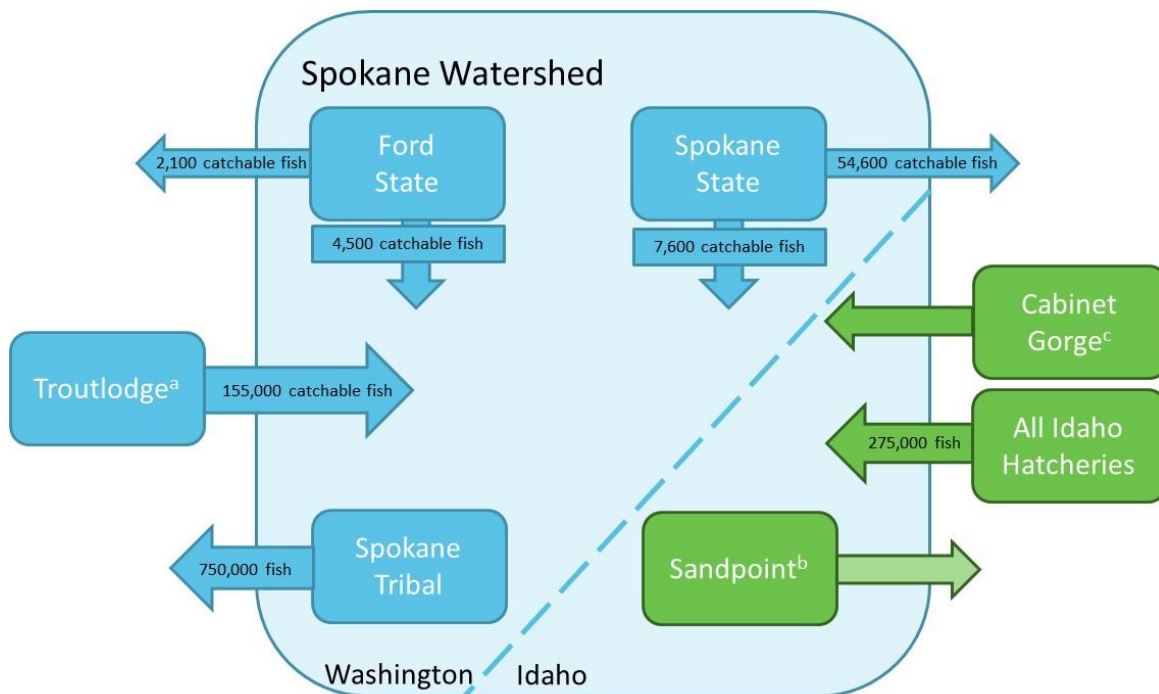 Spokane Watershed
Ford
State
Spokane
State
2,100 catchable fish
54,600 catchable fish
4,500 catchable fish
7,600 catchable fish
Cabinet
Gorgeᶜ
Troutlodgeᵃ
155,000 catchable fish
275,000 fish
All Idaho
Hatcheries
750,000 fish
Spokane
Tribal
Sandpointᵇ
Washington
Idaho